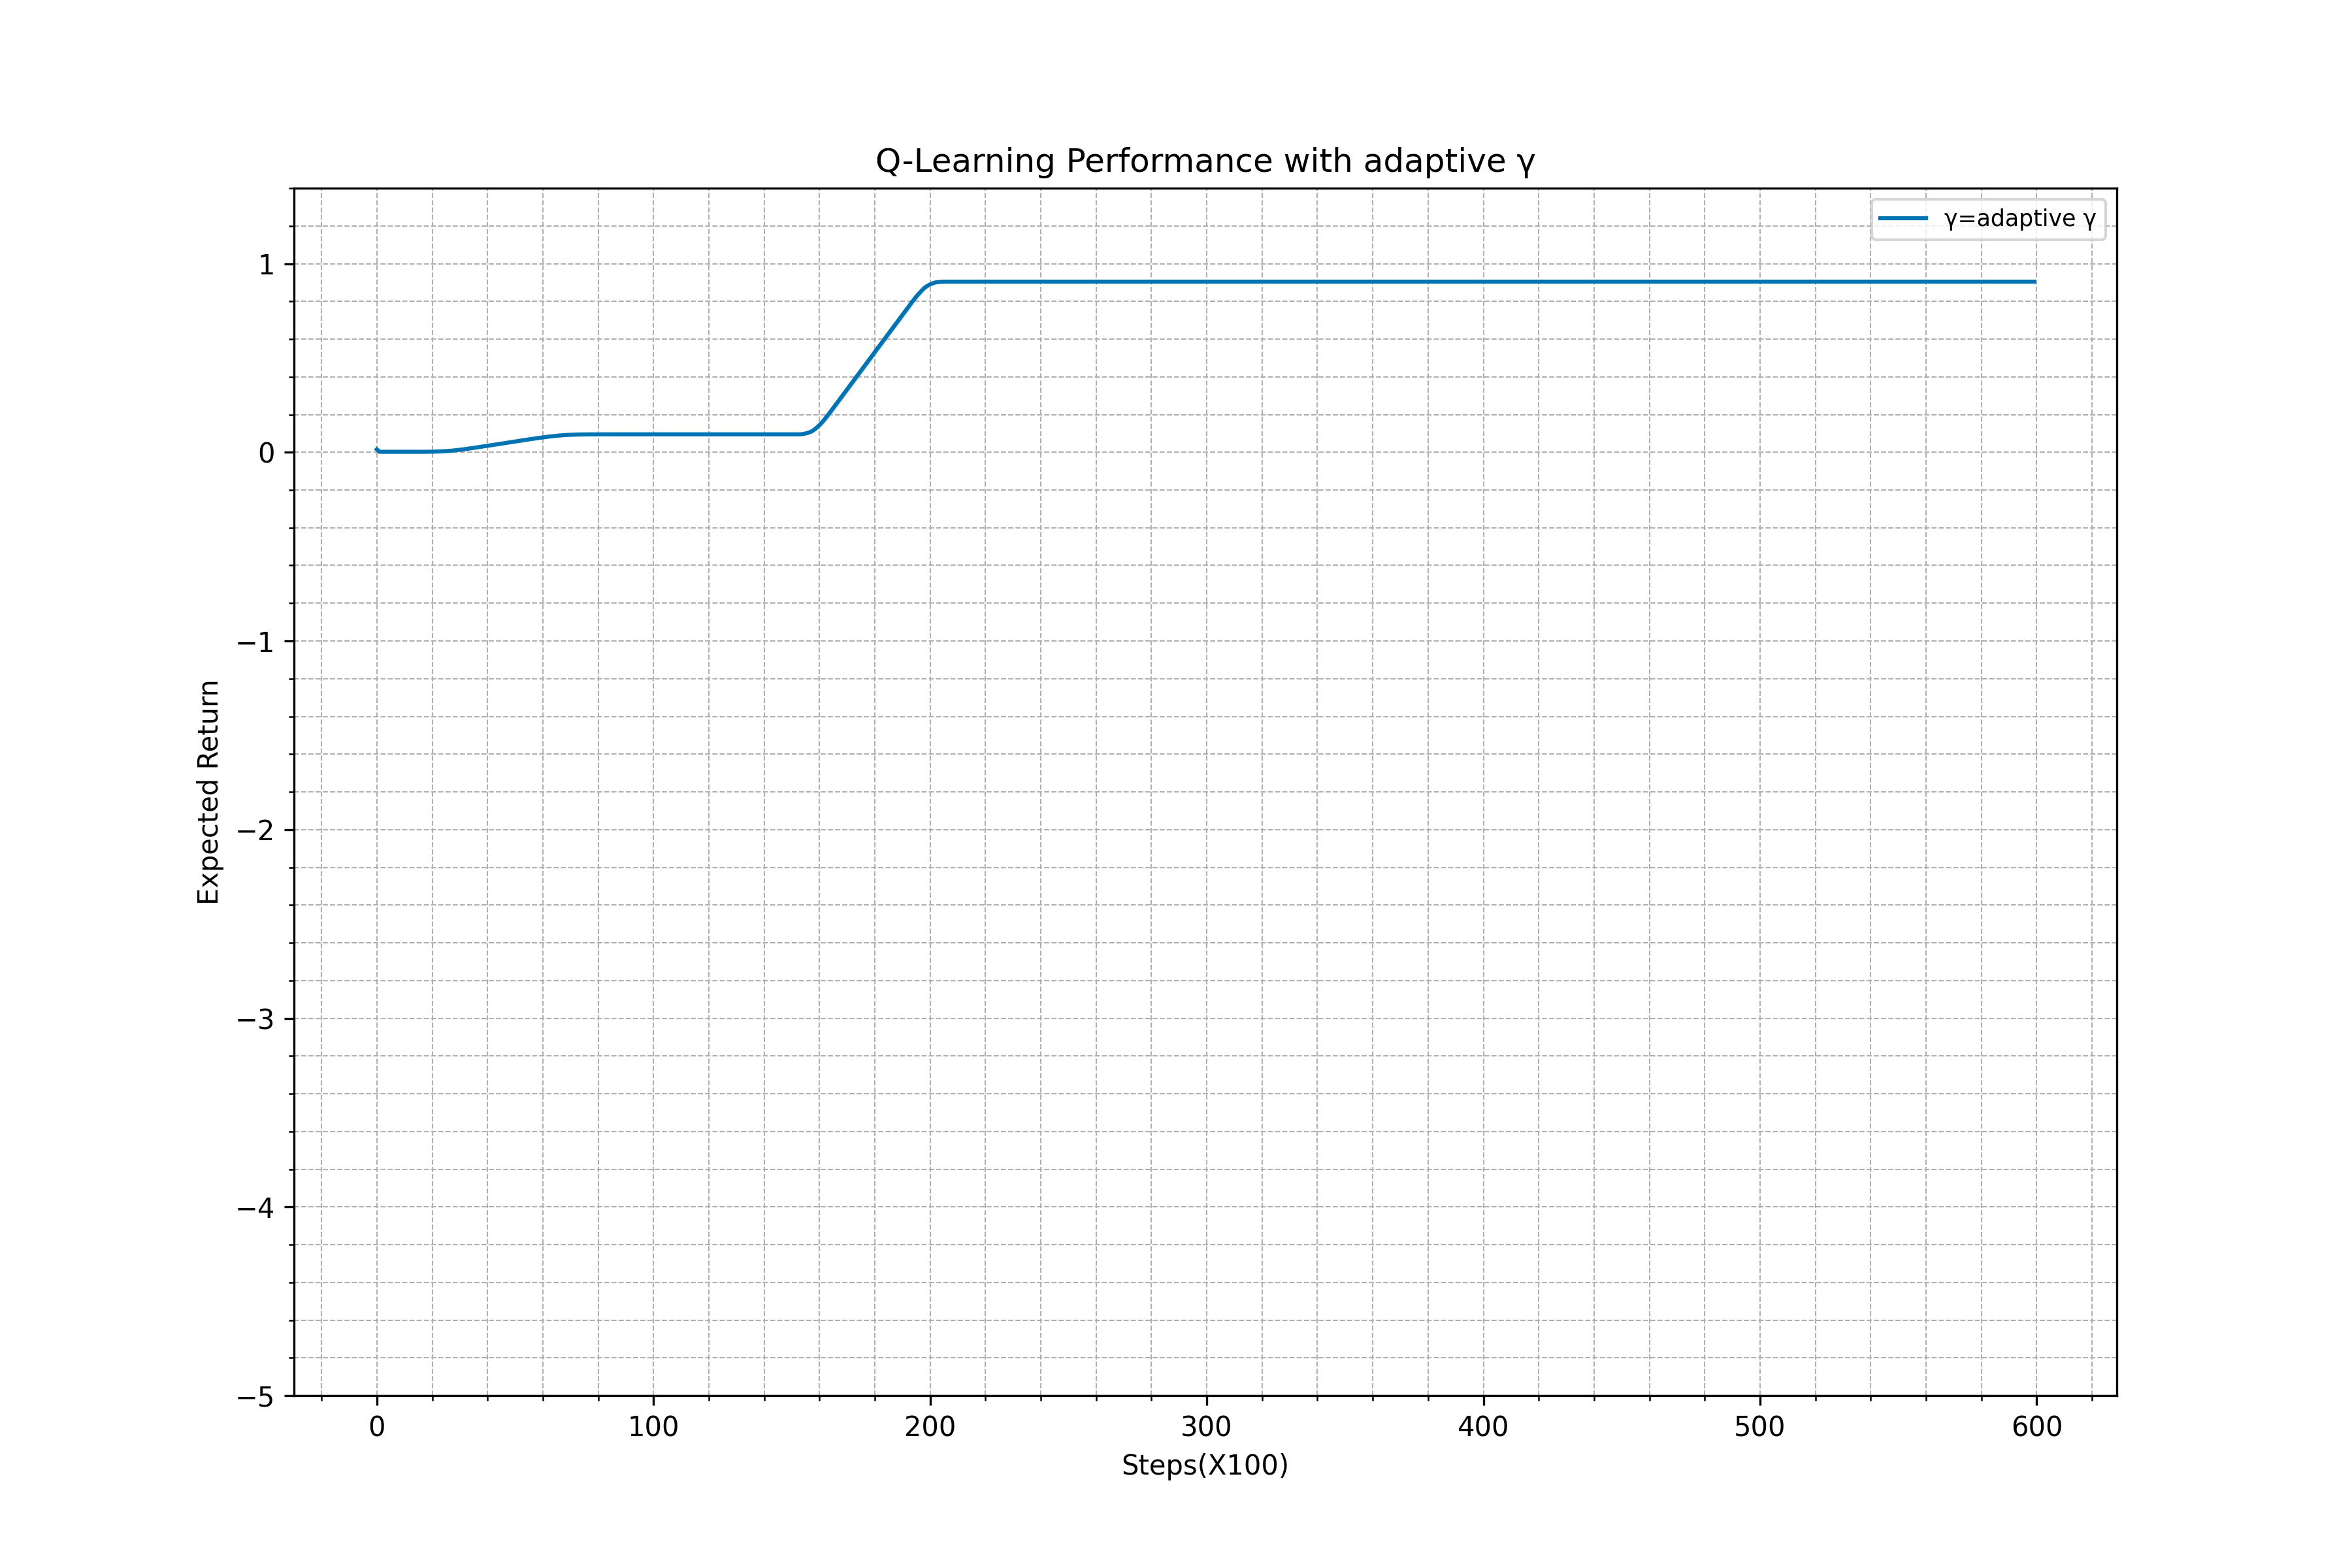 Q-Learning Performance with adaptive γ
γ=adaptive γ
1
0
−1
−2
−3
−4
−5
Expected Return
0 100 200 300 400 500 600
Steps(X100)